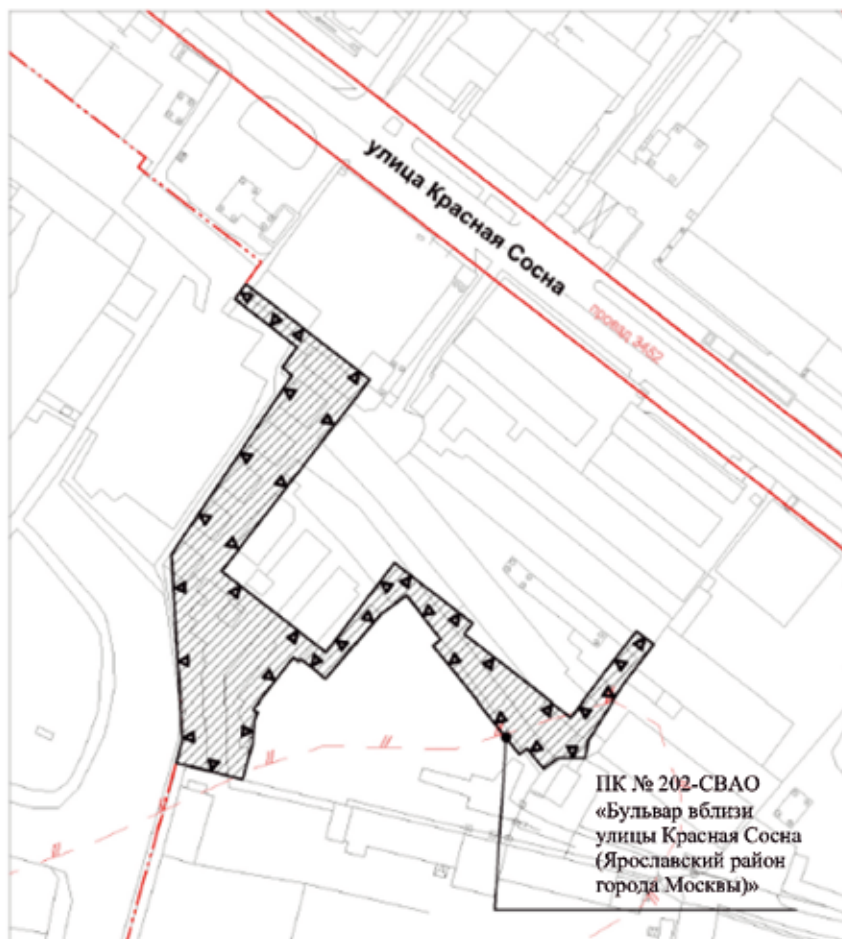 улица Красная Сосна
проезд 3452
ПК № 202-СВАО
«Бульвар вблизи
улицы Красная Сосна
(Ярославский район
города Москвы)»